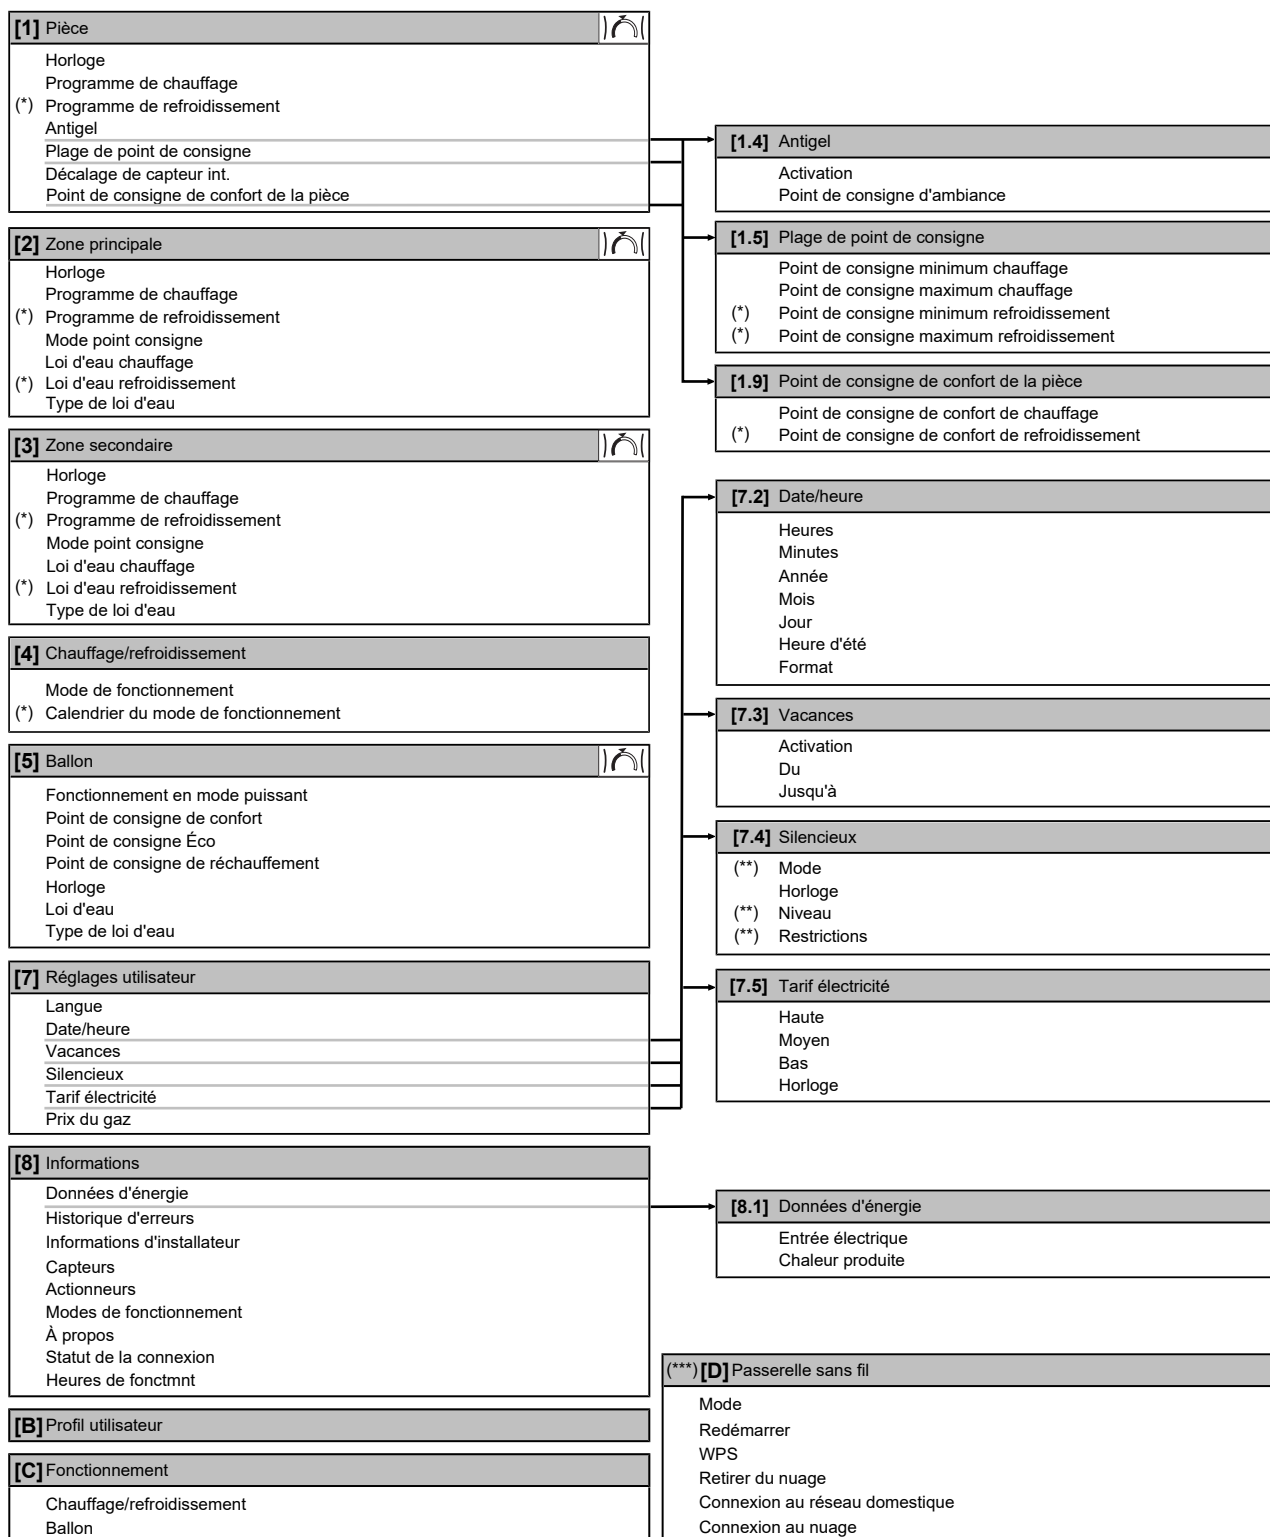 [1] Pièce
Horloge
Programme de chauffage
(*) Programme de refroidissement
Antigel
Plage de point de consigne
Décalage de capteur int.
Point de consigne de confort de la pièce
[1.4] Antigel
Activation
Point de consigne d'ambiance
[1.5] Plage de point de consigne
Point de consigne minimum chauffage
Point de consigne maximum chauffage
(*) Point de consigne minimum refroidissement
(*) Point de consigne maximum refroidissement
[1.9] Point de consigne de confort de la pièce
Point de consigne de confort de chauffage
(*) Point de consigne de confort de refroidissement
[2] Zone principale
Horloge
Programme de chauffage
(*) Programme de refroidissement
Mode point consigne
Loi d'eau chauffage
(*) Loi d'eau refroidissement
Type de loi d'eau
[3] Zone secondaire
Horloge
Programme de chauffage
(*) Programme de refroidissement
Mode point consigne
Loi d'eau chauffage
(*) Loi d'eau refroidissement
Type de loi d'eau
[4] Chauffage/refroidissement
Mode de fonctionnement
(*) Calendrier du mode de fonctionnement
[5] Ballon
Fonctionnement en mode puissant
Point de consigne de confort
Point de consigne Éco
Point de consigne de réchauffement
Horloge
Loi d'eau
Type de loi d'eau
[7] Réglages utilisateur
Langue
Date/heure
Vacances
Silencieux
Tarif électricité
Prix du gaz
[7.2] Date/heure
Heures
Minutes
Année
Mois
Jour
Heure d'été
Format
[7.3] Vacances
Activation
Du
Jusqu'à
[7.4] Silencieux
(**) Mode
Horloge
(**) Niveau
(**) Restrictions
[7.5] Tarif électricité
Haute
Moyen
Bas
Horloge
[8] Informations
Données d'énergie
Historique d'erreurs
Informations d'installateur
Capteurs
Actionneurs
Modes de fonctionnement
À propos
Statut de la connexion
Heures de fonctmnt
[8.1] Données d'énergie
Entrée électrique
Chaleur produite
[B] Profil utilisateur
[C] Fonctionnement
Chauffage/refroidissement
Ballon
(***) [D] Passerelle sans fil
Mode
Redémarrer
WPS
Retirer du nuage
Connexion au réseau domestique
Connexion au nuage